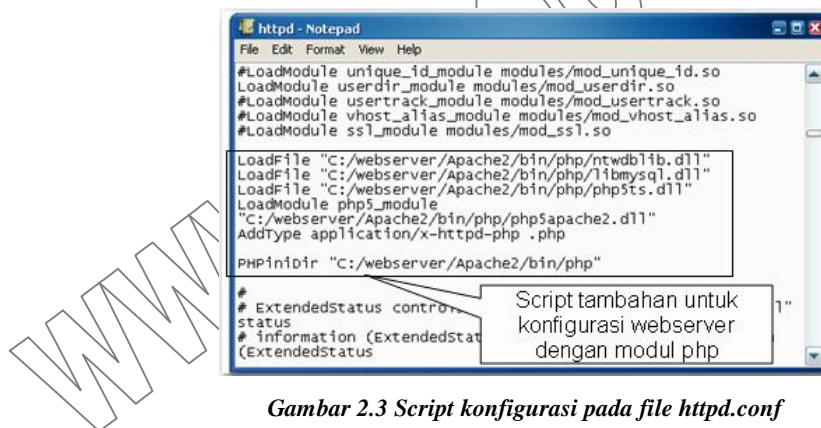 httpd - Notepad
File Edit Format View Help
#LoadModule unique_id_module modules/mod_unique_id.so
LoadModule userdir_module modules/mod_userdir.so
#LoadModule usertrack_module modules/mod_usertrack.so
#LoadModule vhost_alias_module modules/mod_vhost_alias.so
#LoadModule ssl_module modules/mod_ssl.so
LoadFile "C:/webserver/Apache2/bin/php/ntwdblib.dll"
LoadFile "C:/webserver/Apache2/bin/php/libmysql.dll"
LoadFile "C:/webserver/Apache2/bin/php/php5ts.dll"
LoadModule php5_module
"C:/webserver/Apache2/bin/php/php5apache2.dll"
AddType application/x-httpd-php .php
PHPiniDir "C:/webserver/Apache2/bin/php"
#
# ExtendedStatus
status
# information
(ExtendedStatus
Script tambahan untuk
konfigurasi webserver
dengan modul php
Gambar 2.3 Script konfigurasi pada file httpd.conf
WWW